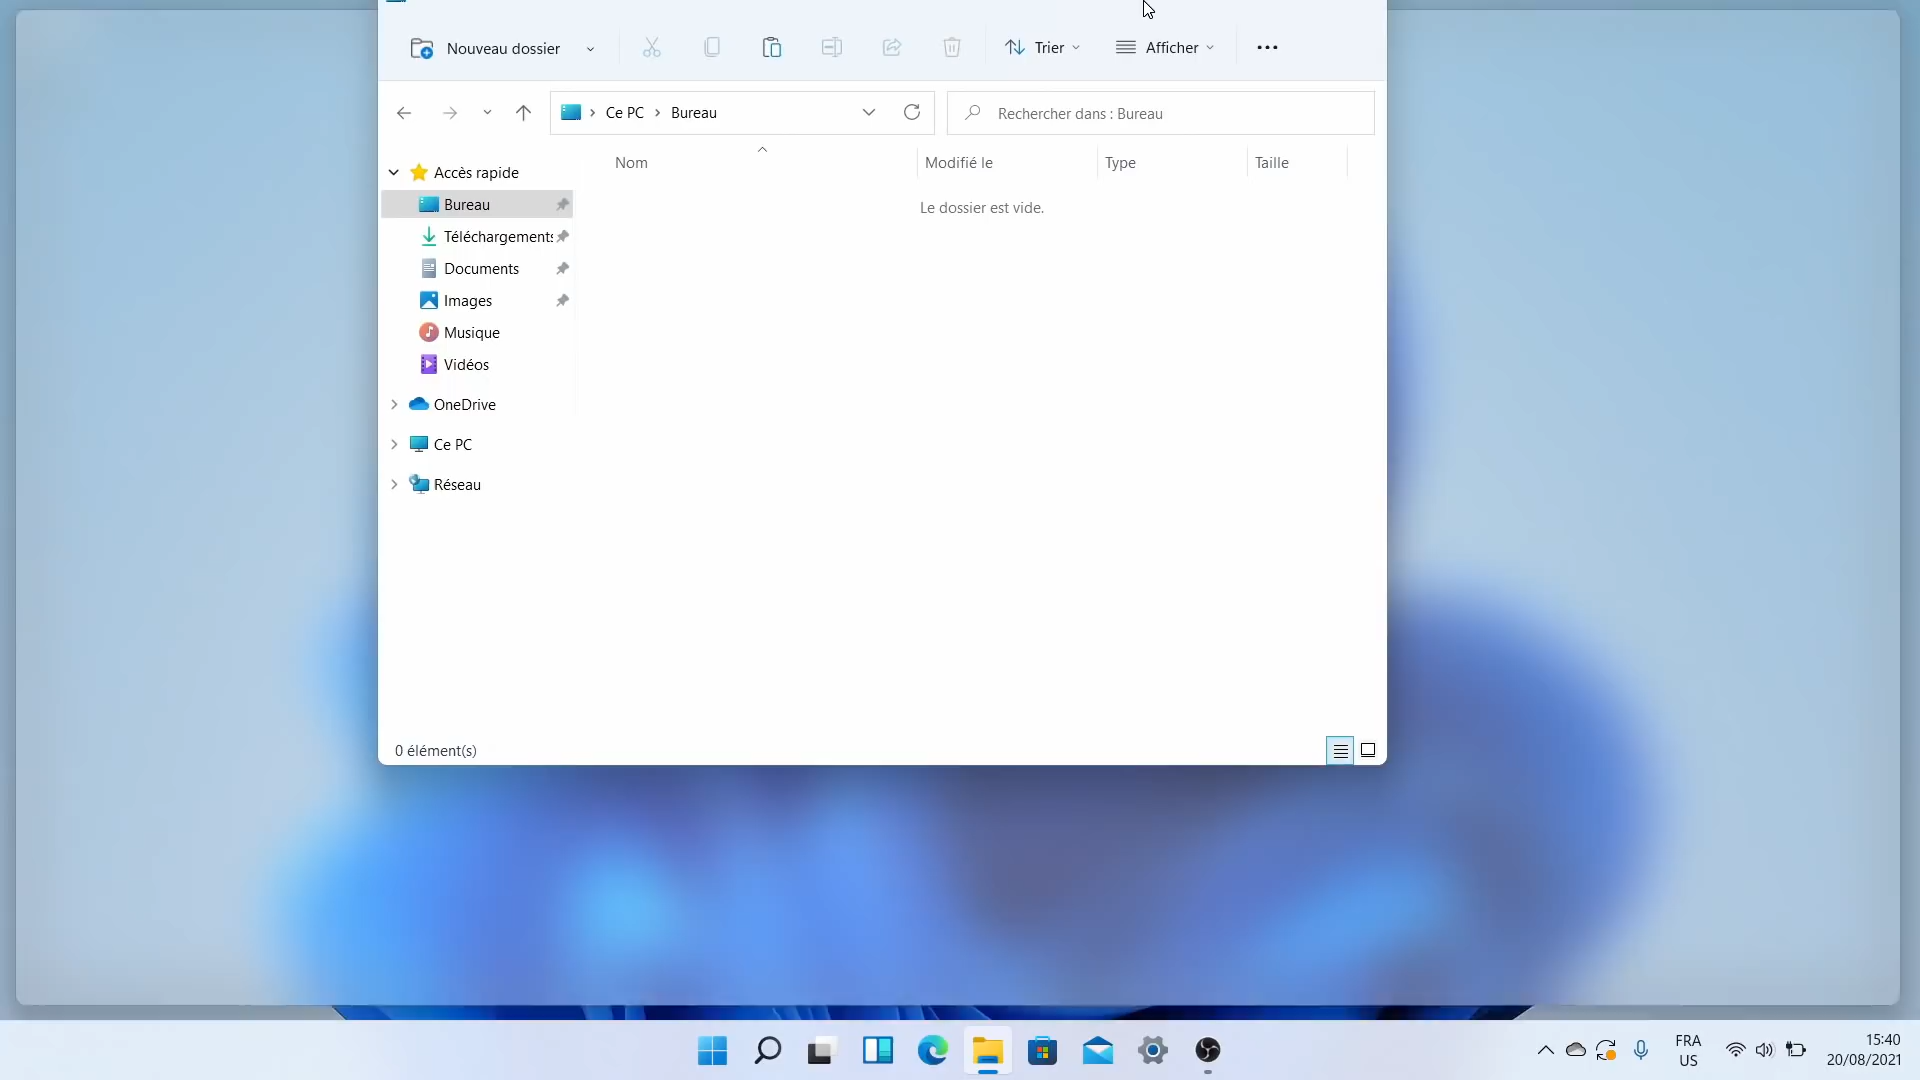 Nouveau dossier
Trier
Afficher
Ce PC
Bureau
Rechercher dans : Bureau
Nom
Modifié le
Type
Taille
Accès rapide
Bureau
Téléchargements
Documents
Images
Musique
Vidéos
OneDrive
Ce PC
Réseau
Le dossier est vide.
0 élément(s)
FRA
US
15:40
20/08/2021